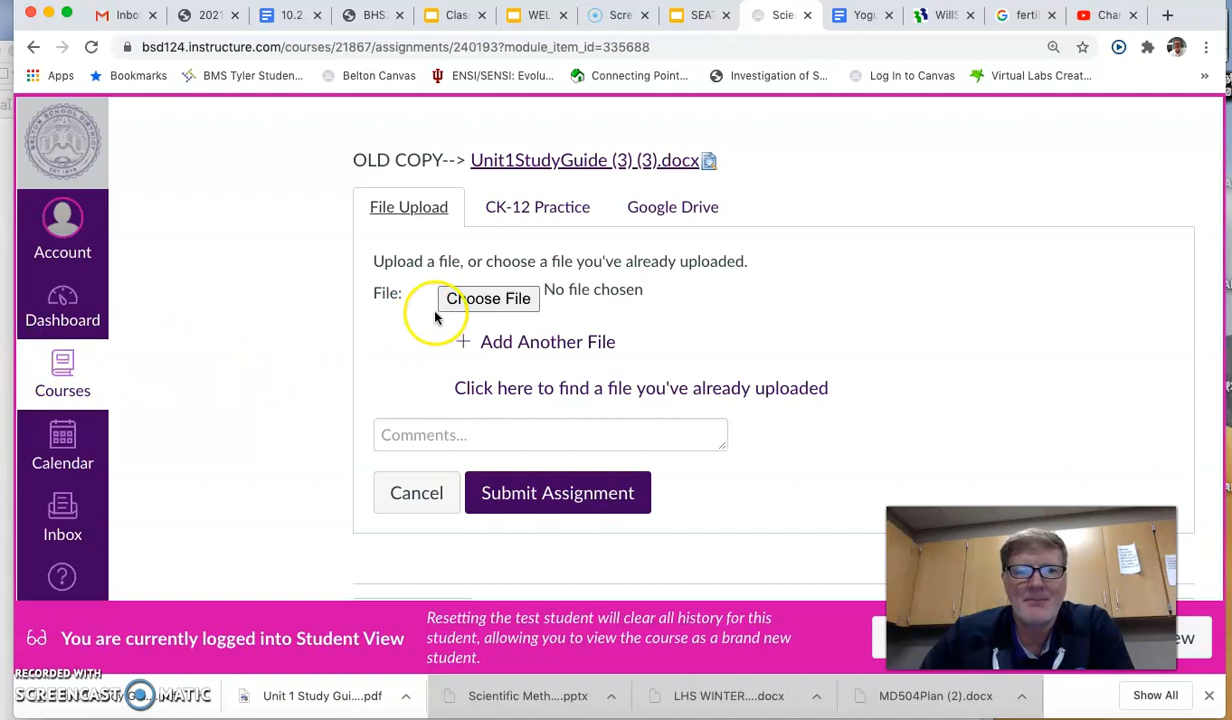 Inbo
2021
10.2.
BHS
Clas
WEL
Scre
SEAT
Scie
Yogu
WillS
fertil
Char
bsd124.instructure.com/courses/21867/assignments/240193?module_item_id=335688
Apps
Bookmarks
BMS Tyler Studen...
Belton Canvas
ENSI/SENSI: Evolu...
Connecting Point...
Investigation of S...
Log In to Canvas
Virtual Labs Creat...
»
OLD COPY--> Unit1StudyGuide (3) (3).docx
File Upload
CK-12 Practice
Google Drive
Upload a file, or choose a file you've already uploaded.
File: Choose File No file chosen
+ Add Another File
Click here to find a file you've already uploaded
Comments...
Cancel
Submit Assignment
Account
Dashboard
Courses
Calendar
Inbox
You are currently logged into Student View
Resetting the test student will clear all history for this
student, allowing you to view the course as a brand new
student.
RECORDED WITH
SCREENCAST MATIC
Unit 1 Study Gui....pdf
Scientific Meth....pptx
LHS WINTER....docx
MD504Plan (2).docx
Show All